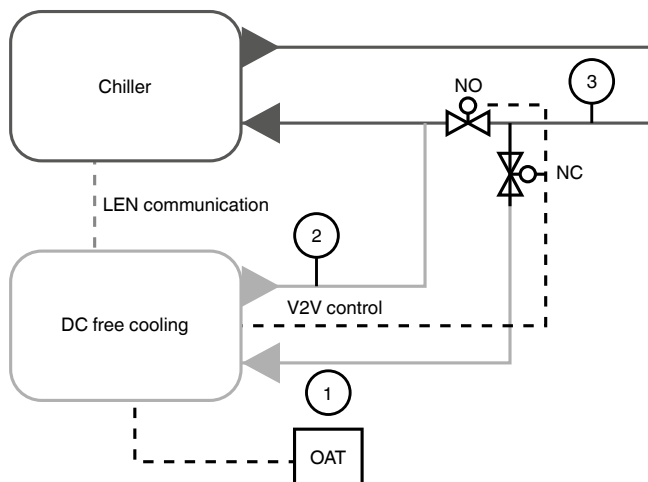 Chiller
NO
3
NC
LEN communication
2
V2V control
DC free cooling
1
OAT